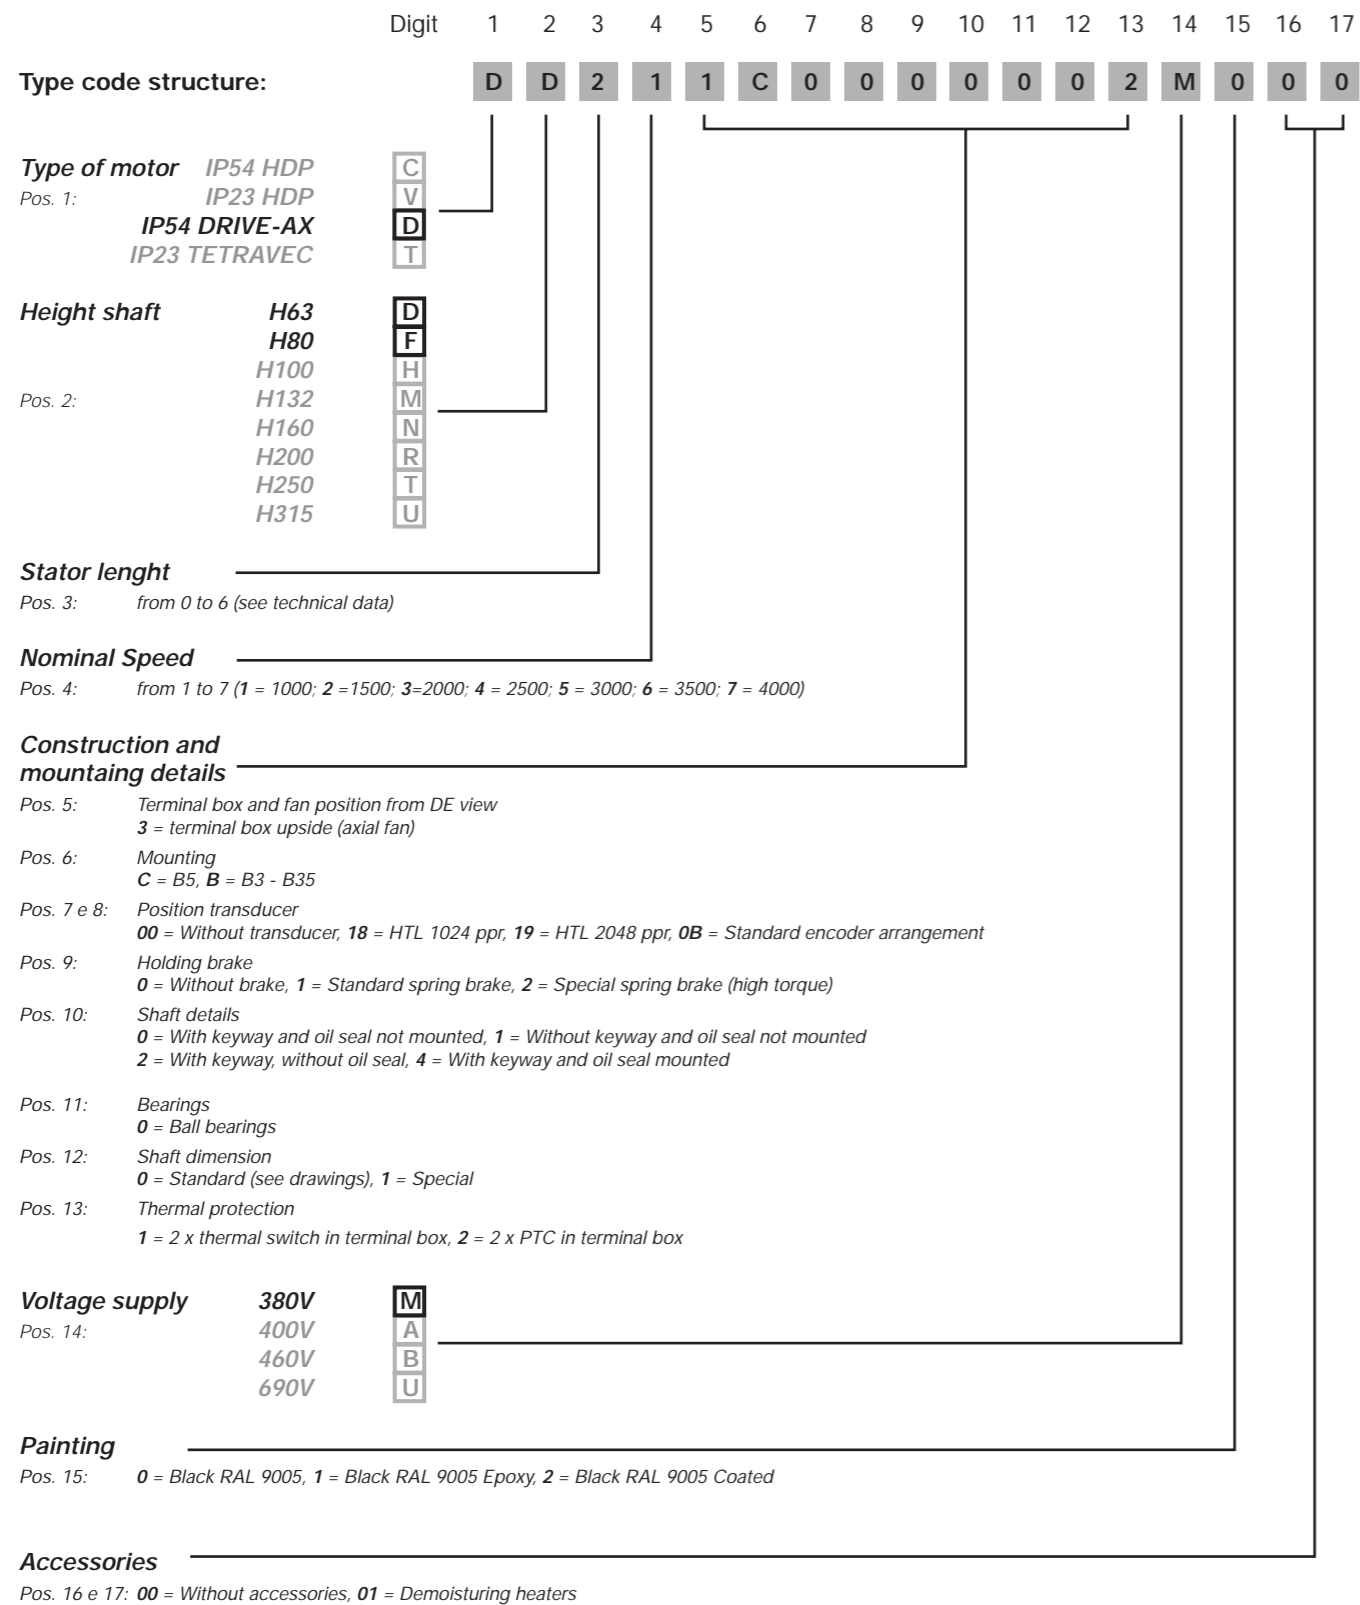 Digit 1 2 3 4 5 6 7 8 9 10 11 12 13 14 15 16 17
Type code structure: D D 2 1 1 C 0 0 0 0 0 0 2 M 0 0 0
Type of motor IP54 HDP C
Pos. 1: IP23 HDP V
IP54 DRIVE-AX D
IP23 TETRAVEC T
Height shaft H63 D
H80 F
H100 H
Pos. 2: H132 M
H160 N
H200 R
H250 T
H315 U
Stator lenght
Pos. 3: from 0 to 6 (see technical data)
Nominal Speed
Pos. 4: from 1 to 7 (1 = 1000; 2 =1500; 3=2000; 4 = 2500; 5 = 3000; 6 = 3500; 7 = 4000)
Construction and
mountaing details
Pos. 5: Terminal box and fan position from DE view
3 = terminal box upside (axial fan)
Pos. 6: Mounting
C = B5, B = B3 - B35
Pos. 7 e 8: Position transducer
00 = Without transducer, 18 = HTL 1024 ppr, 19 = HTL 2048 ppr, 0B = Standard encoder arrangement
Pos. 9: Holding brake
0 = Without brake, 1 = Standard spring brake, 2 = Special spring brake (high torque)
Pos. 10: Shaft details
0 = With keyway and oil seal not mounted, 1 = Without keyway and oil seal not mounted
2 = With keyway, without oil seal, 4 = With keyway and oil seal mounted
Pos. 11: Bearings
0 = Ball bearings
Pos. 12: Shaft dimension
0 = Standard (see drawings), 1 = Special
Pos. 13: Thermal protection
1 = 2 x thermal switch in terminal box, 2 = 2 x PTC in terminal box
Voltage supply 380V M
Pos. 14: 400V A
460V B
690V U
Painting
Pos. 15: 0 = Black RAL 9005, 1 = Black RAL 9005 Epoxy, 2 = Black RAL 9005 Coated
Accessories
Pos. 16 e 17: 00 = Without accessories, 01 = Demoisturing heaters